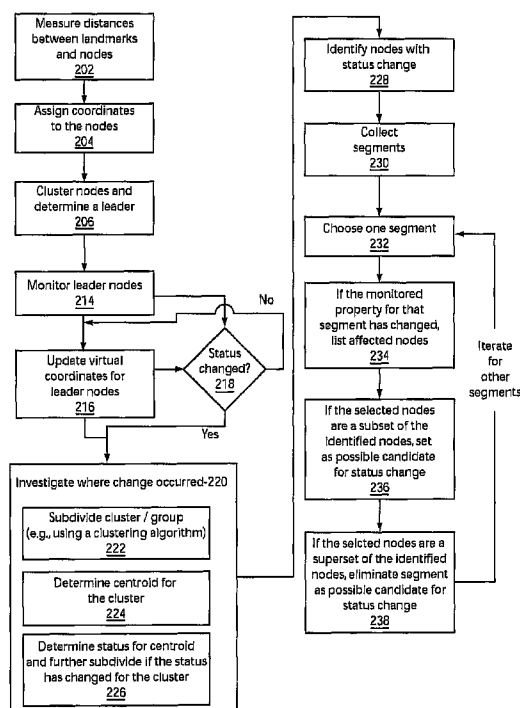 Measure distances
between landmarks
and nodes
202
Assign coordinates
to the nodes
204
Cluster nodes and
determine a leader
206
Monitor leader nodes
214
Update virtual
coordinates for
leader nodes
216
Status
changed?
218
No
Yes
Investigate where change occurred-220
Subdivide cluster / group
(e.g., using a clustering algorithm)
222
Determine centroid for
the cluster
224
Determine status for centroid
and further subdivide if the status
has changed for the cluster
226
Identify nodes with
status change
228
Collect
segments
230
Choose one segment
232
If the monitored
property for that
segment has changed,
list affected nodes
234
If the selected nodes
are a subset of the
identified nodes, set
as possible candidate
for status change
236
If the selcted nodes are a
superset of the identified
nodes, eliminate segment
as possible candidate for
status change
238
Iterate for
other
segments